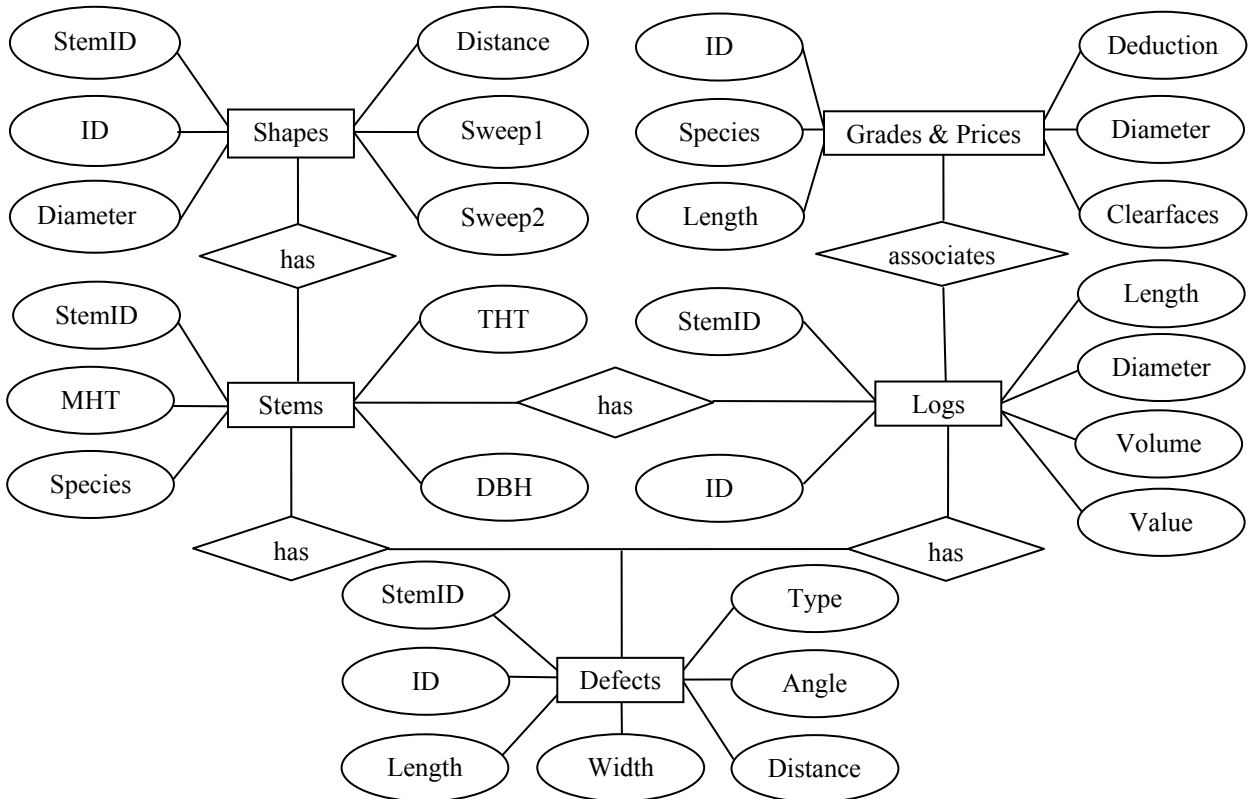 StemID
Distance
ID
Deduction
ID
Shapes
Sweep1
Species
Grades & Prices
Diameter
Diameter
Sweep2
Length
Clearfaces
has
associates
StemID
THT
StemID
Length
Diameter
MHT
Stems
has
Logs
Volume
Species
DBH
ID
Value
has
has
StemID
Type
ID
Defects
Angle
Length
Width
Distance